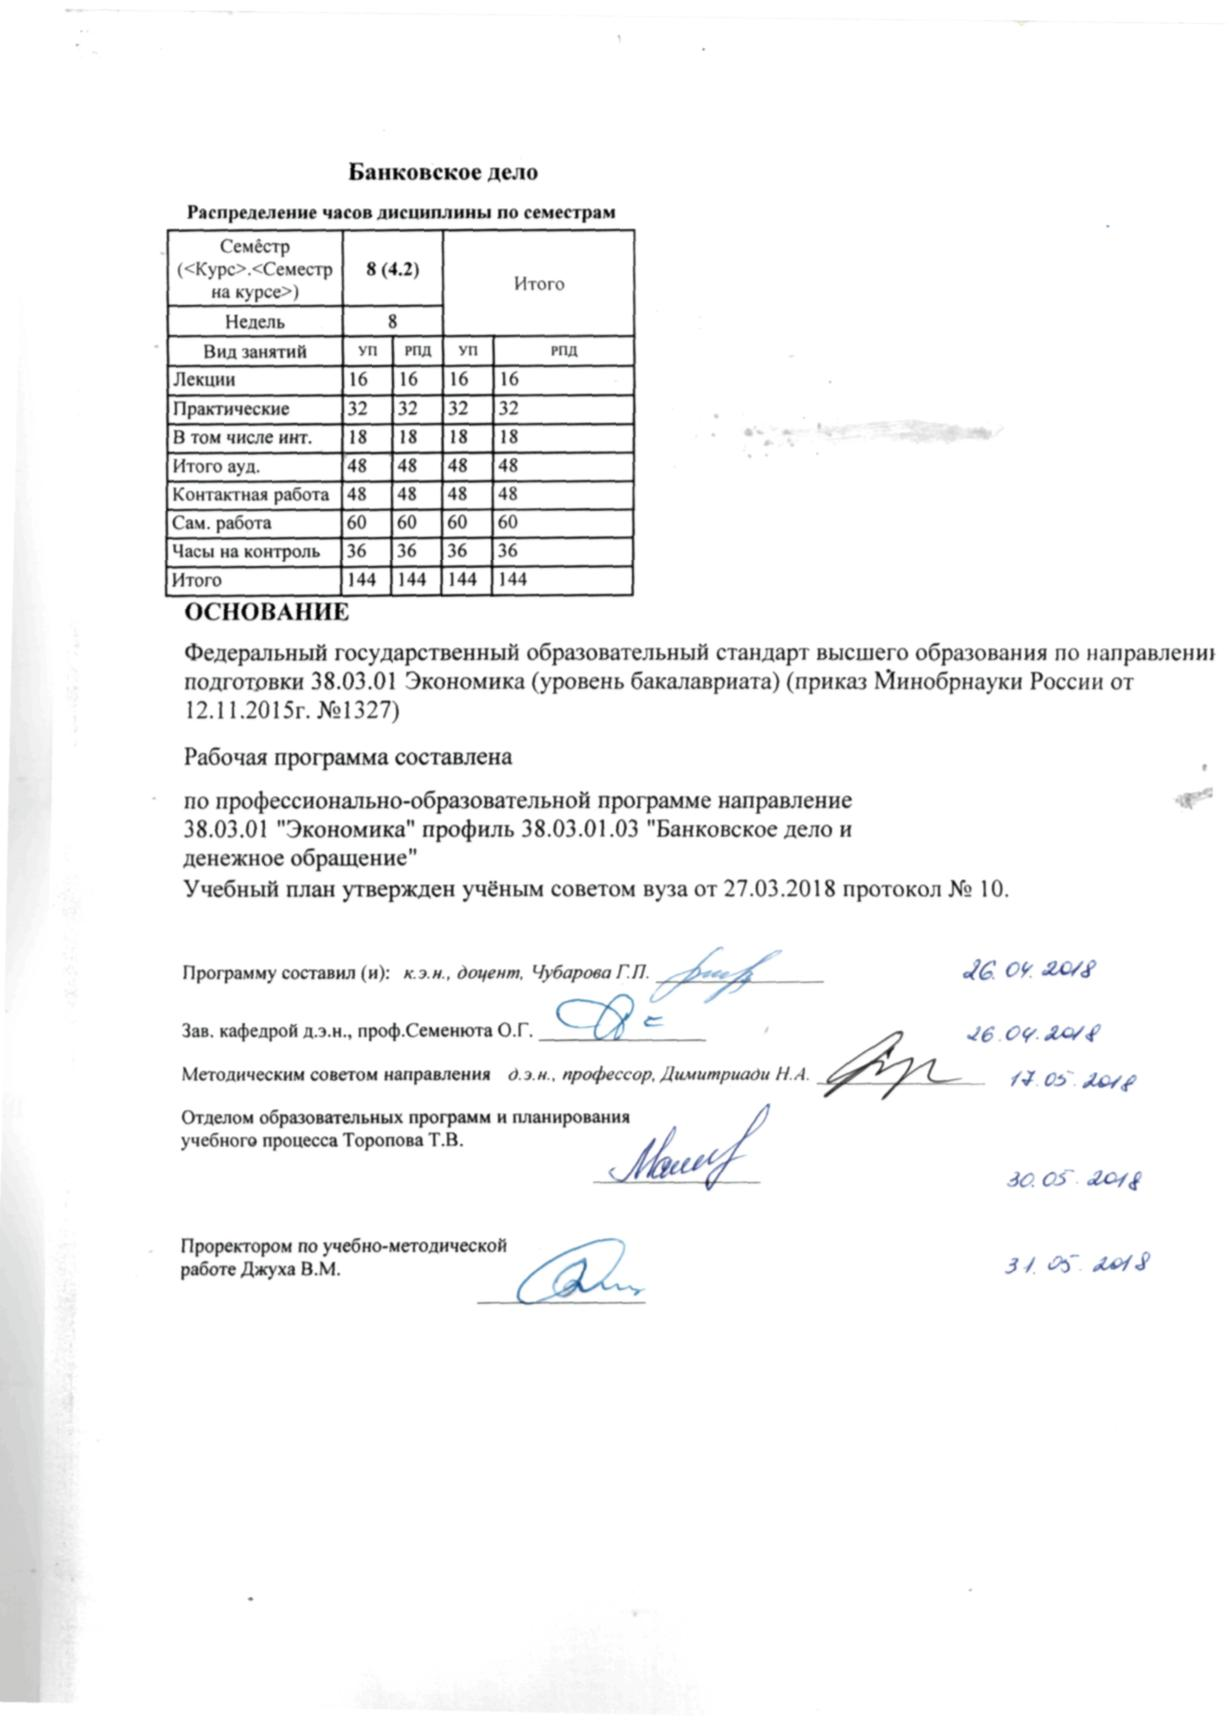 Банковское дело
Распределение часов дисциплины по семестрам
Семестр
(<Курс>.<Семестр
на курсе>)
8 (4.2)
Итого
Недель 8
Вид занятий УП РПД УП РПД
Лекции 16 16 16 16
Практические 32 32 32 32
В том числе инт. 18 18 18 18
Итого ауд. 48 48 48 48
Контактная работа 48 48 48 48
Сам. работа 60 60 60 60
Часы на контроль 36 36 36 36
Итого 144 144 144 144
ОСНОВАНИЕ
Федеральный государственный образовательный стандарт высшего образования по направлени
подготовки 38.03.01 Экономика (уровень бакалавриата) (приказ Минобрнауки России от
12.11.2015г. №1327)
Рабочая программа составлена
по профессионально-образовательной программе направление
38.03.01 "Экономика" профиль 38.03.01.03 "Банковское дело и
денежное обращение"
Учебный план утвержден учёным советом вуза от 27.03.2018 протокол № 10.
Программу составил (и): к.э.н., доцент, Чубарова Г.П. 26.04.2018
Зав. кафедрой д.э.н., проф.Семенюта О.Г. 26.04.2018
Методическим советом направления д.э.н., профессор, Димитриади Н.А. 17.05.2018
Отделом образовательных программ и планирования
учебного процесса Торопова Т.В.
30.05.2018
Проректором по учебно-методической
работе Джуха В.М.
31.05.2018